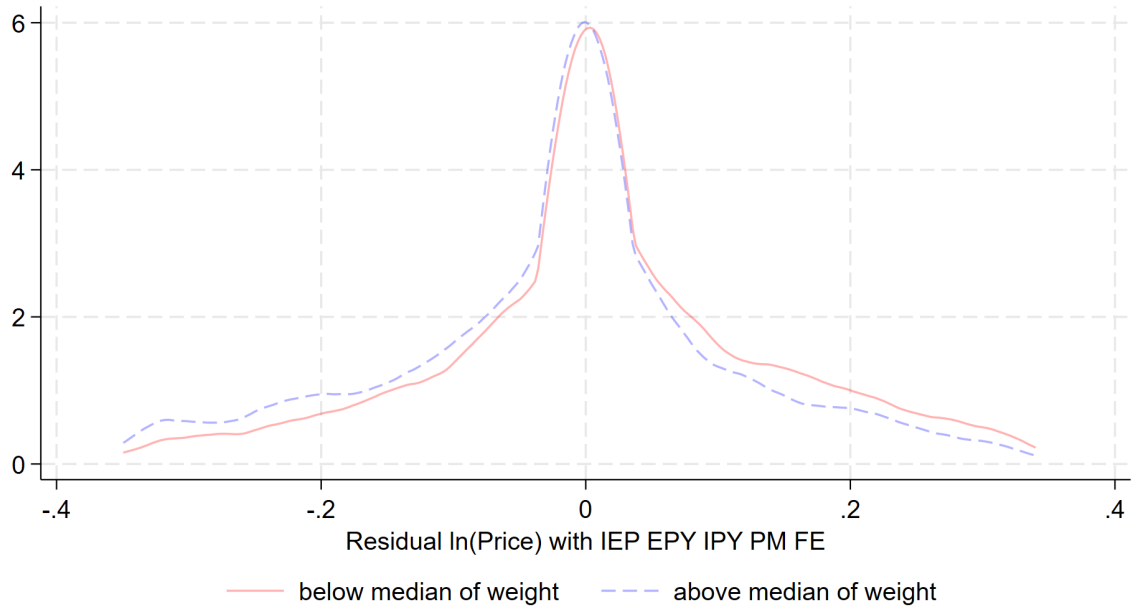 6
4
2
0
-.4 -.2 0 .2 .4
Residual ln(Price) with IEP EPY IPY PM FE
below median of weight above median of weight